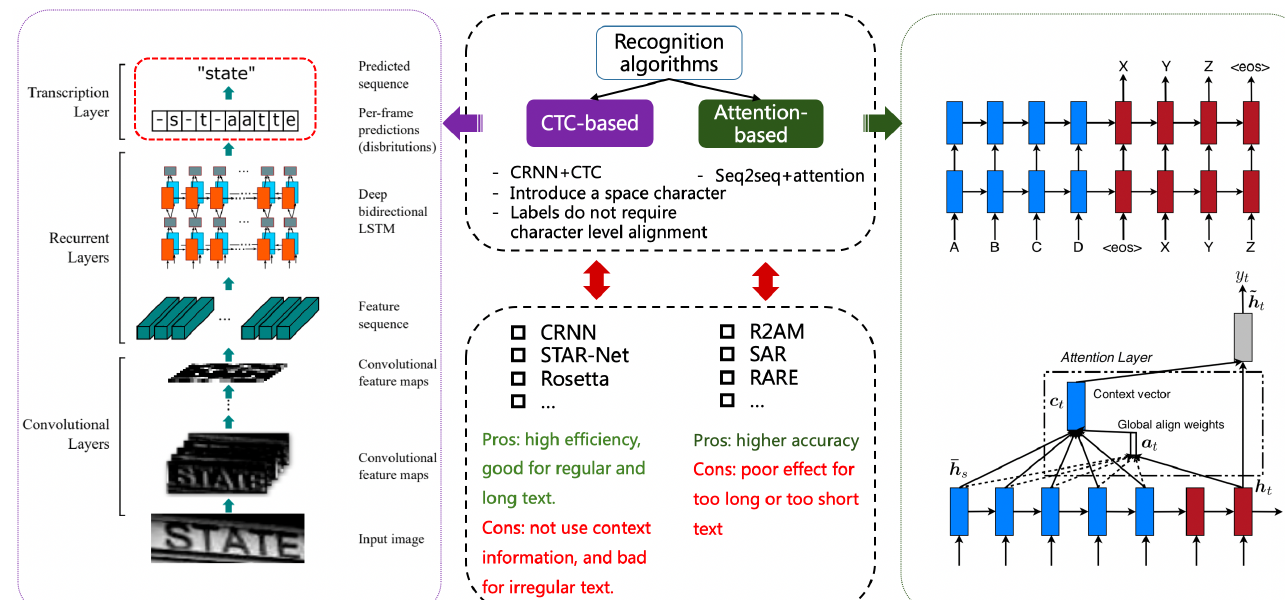 "state"
-s-t-aatte
Transcription
Layer
Predicted
sequence
Per-frame
predictions
(disbritutions)
Recurrent
Layers
Deep
bidirectional
LSTM
...
Feature
sequence
Convolutional
feature maps
Convolutional
Layers
Convolutional
feature maps
STATE
STATE
Input image
Recognition
algorithms
CTC-based
Attention-
based
- CRNN+CTC
- Introduce a space character
- Labels do not require
character level alignment
- Seq2seq+attention
CRNN
STAR-Net
Rosetta
...
Pros: high efficiency,
good for regular and
long text.
Cons: not use context
information, and bad
for irregular text.
R2AM
SAR
RARE
...
Pros: higher accuracy
Cons: poor effect for
too long or too short
text
X Y Z <eos>
A B C D <eos> X Y Z
y_t
h̃_t
Attention Layer
c_t
Context vector
Global align weights
a_t
h̄_s
h_t